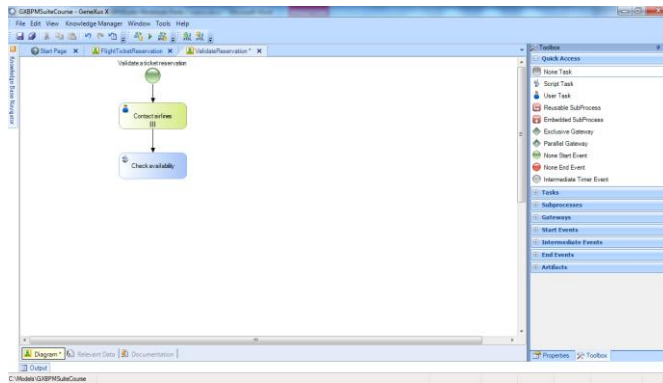 GXBPMSuiteCourse - GeneXus X
File Edit View Knowledge Manager Window Tools Help
Start Page
FlightTicketReservation
ValidateReservation *
Knowledge Base Navigator
Validate a ticket reservation
Contact airlines
Check availability
Toolbox
Quick Access
None Task
Script Task
User Task
Reusable SubProcess
Embedded SubProcess
Exclusive Gateway
Parallel Gateway
None Start Event
None End Event
Intermediate Timer Event
Tasks
Subprocesses
Gateways
Start Events
Intermediate Events
End Events
Artifacts
Diagram * Relevant Data Documentation
Properties Toolbox
Output
C:\Models\GXBPMSuiteCourse